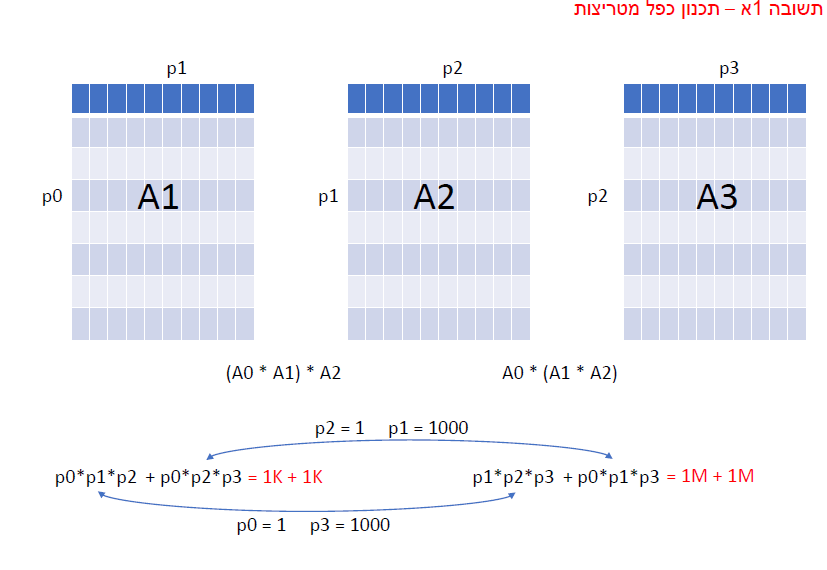 תשובה 1א – תכנון כפל מטריצות
p1 p2 p3
p0 A1 p1 A2 p2 A3
(A0 * A1) * A2 A0 * (A1 * A2)
p2 = 1 p1 = 1000
p0*p1*p2 + p0*p2*p3 = 1K + 1K p1*p2*p3 + p0*p1*p3 = 1M + 1M
p0 = 1 p3 = 1000